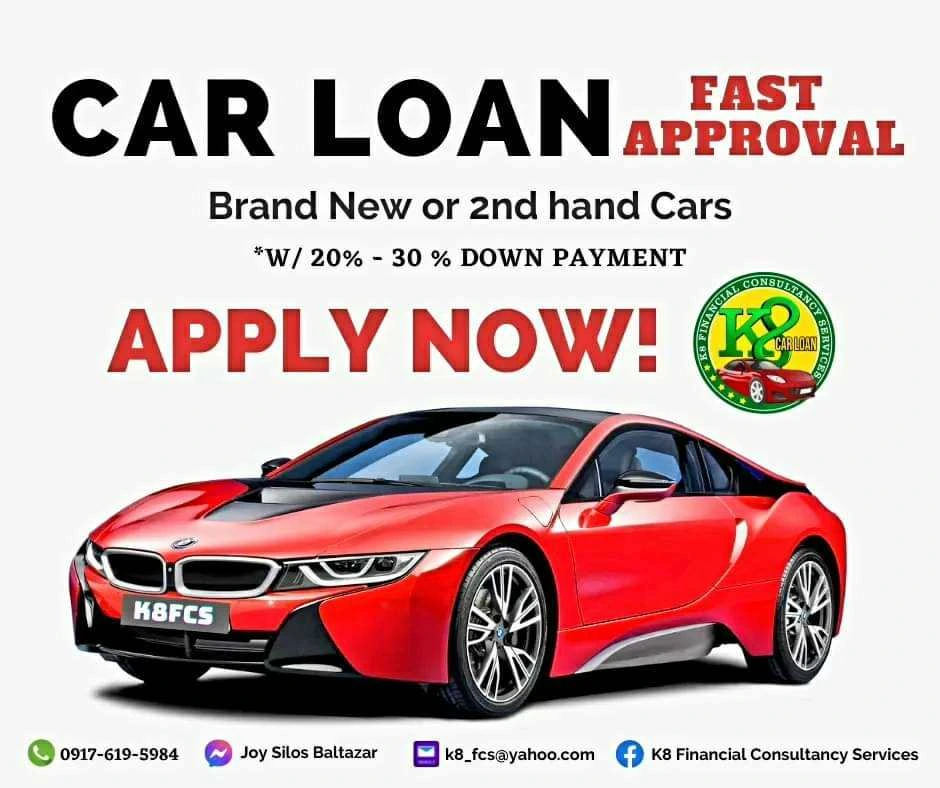 CAR LOAN
FAST
APPROVAL
Brand New or 2nd hand Cars
*W/ 20% - 30 % DOWN PAYMENT
APPLY NOW!
K8 FINANCIAL CONSULTANCY SERVICES
K8
CAR LOAN
K8FCS
0917-619-5984
Joy Silos Baltazar
k8_fcs@yahoo.com
K8 Financial Consultancy Services